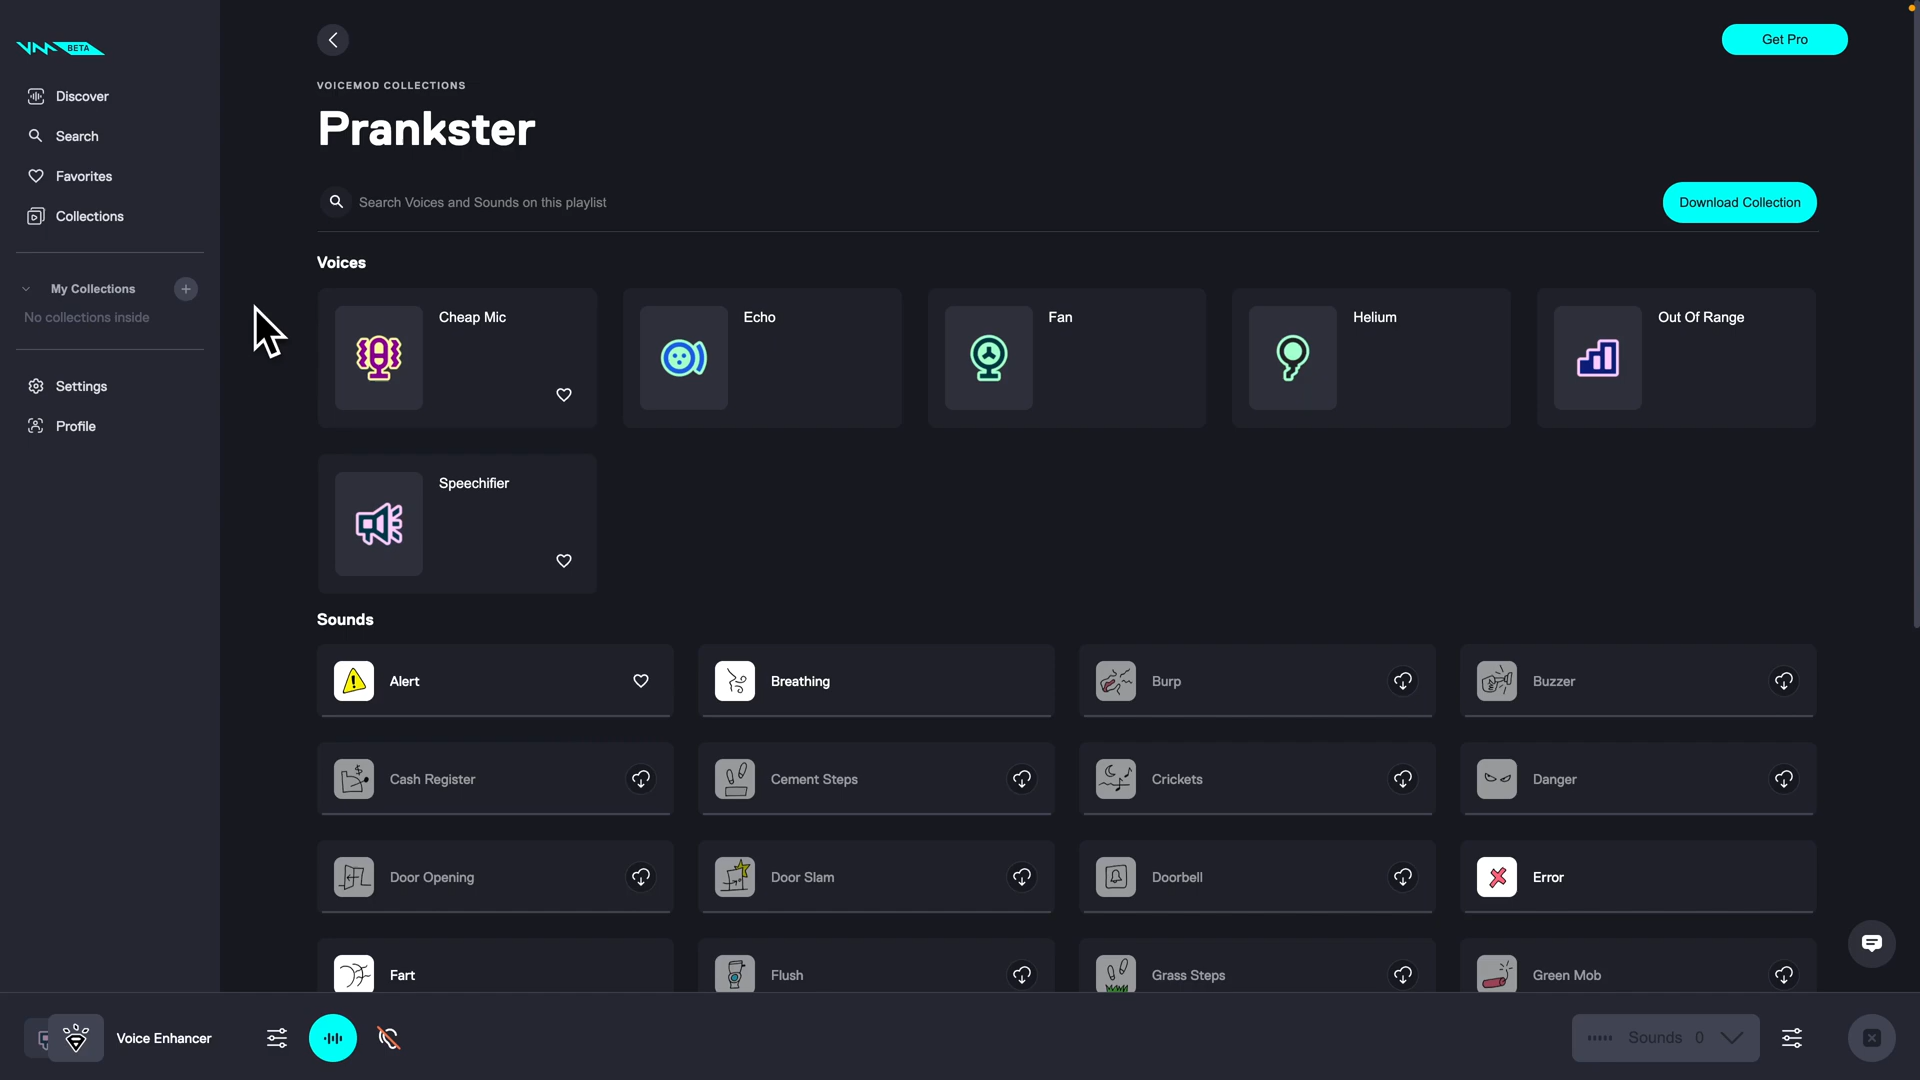 BETA
Discover
Search
Favorites
Collections
My Collections
No collections inside
Settings
Profile
Get Pro
VOICEMOD COLLECTIONS
Prankster
Search Voices and Sounds on this playlist
Download Collection
Voices
Cheap Mic
Echo
Fan
Helium
Out Of Range
Speechifier
Sounds
Alert
Breathing
Burp
Buzzer
Cash Register
Cement Steps
Crickets
Danger
Door Opening
Door Slam
Doorbell
Error
Fart
Flush
Grass Steps
Green Mob
Voice Enhancer
Sounds 0